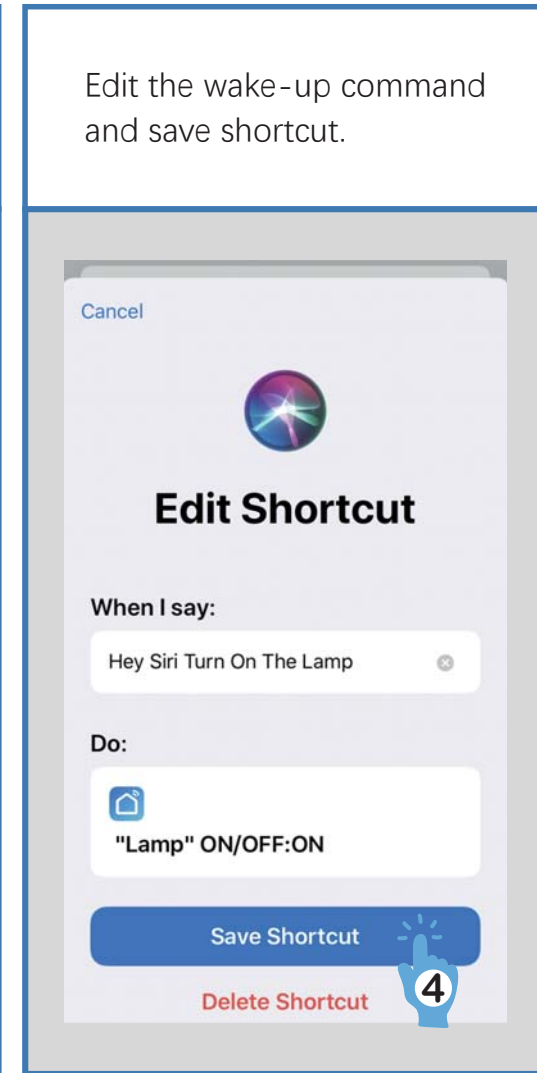 Edit the wake-up command
and save shortcut.
Cancel
Edit Shortcut
When I say:
Hey Siri Turn On The Lamp
Do:
"Lamp" ON/OFF:ON
Save Shortcut
4
Delete Shortcut